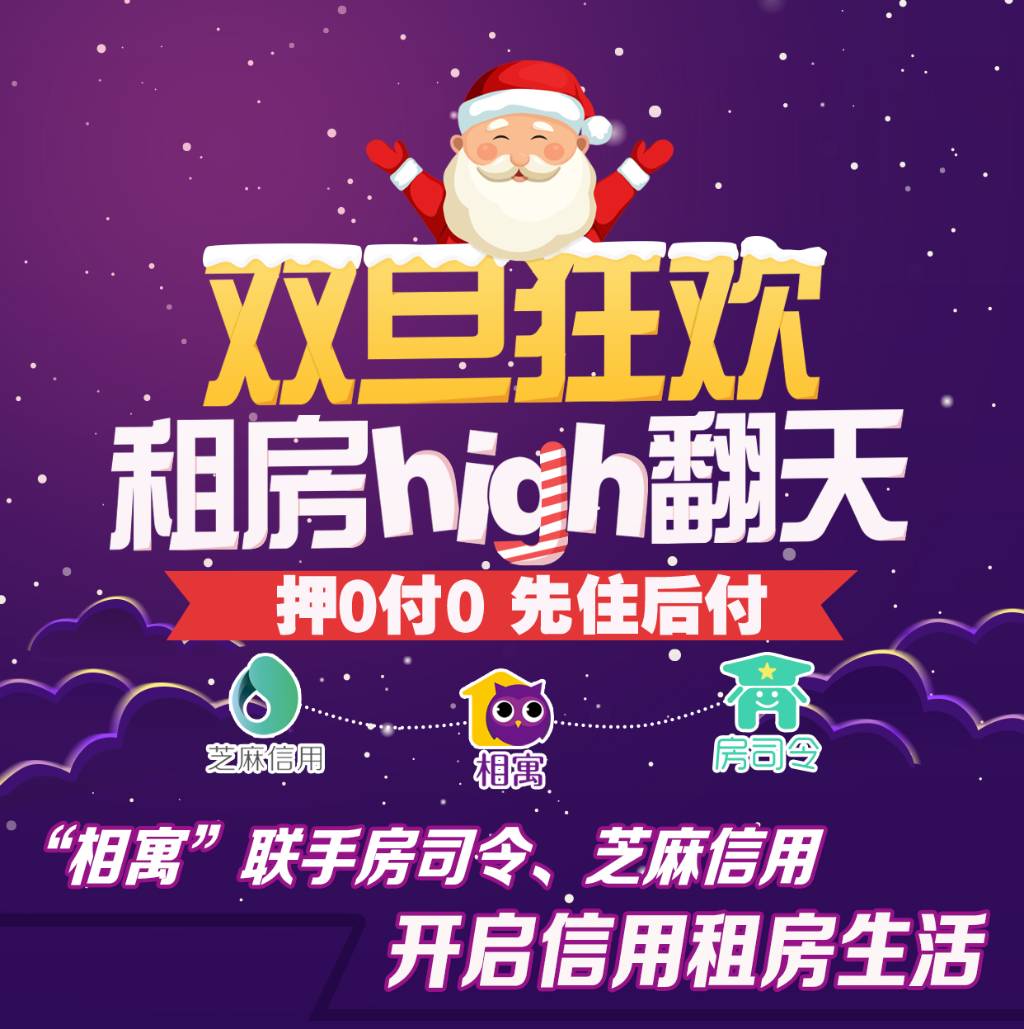 双旦狂欢
租房high翻天
押0付0 先住后付
芝麻信用
相寓
房司令
“相寓”联手房司令、芝麻信用
开启信用租房生活